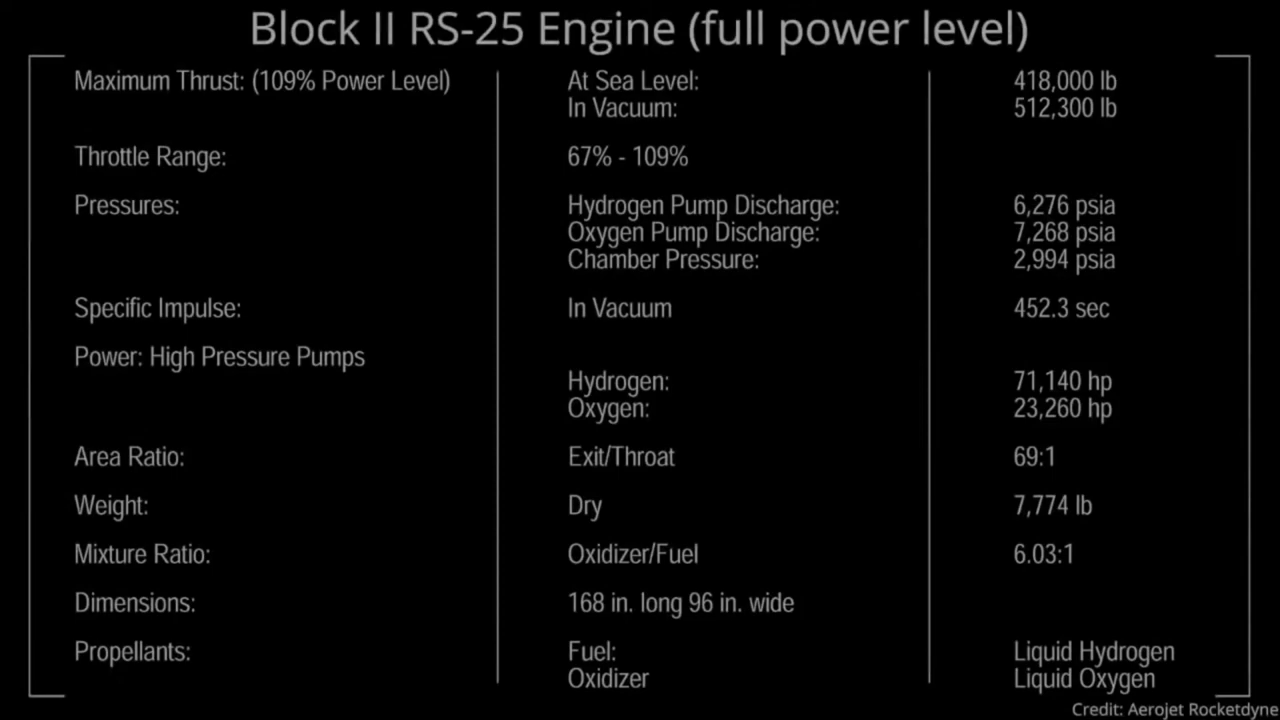 Block II RS-25 Engine (full power level)
Maximum Thrust: (109% Power Level) At Sea Level: 418,000 lb
In Vacuum: 512,300 lb
Throttle Range: 67% - 109%
Pressures: Hydrogen Pump Discharge: 6,276 psia
Oxygen Pump Discharge: 7,268 psia
Chamber Pressure: 2,994 psia
Specific Impulse: In Vacuum 452.3 sec
Power: High Pressure Pumps
Hydrogen: 71,140 hp
Oxygen: 23,260 hp
Area Ratio: Exit/Throat 69:1
Weight: Dry 7,774 lb
Mixture Ratio: Oxidizer/Fuel 6.03:1
Dimensions: 168 in. long 96 in. wide
Propellants: Fuel: Liquid Hydrogen
Oxidizer Liquid Oxygen
Credit: Aerojet Rocketdyne